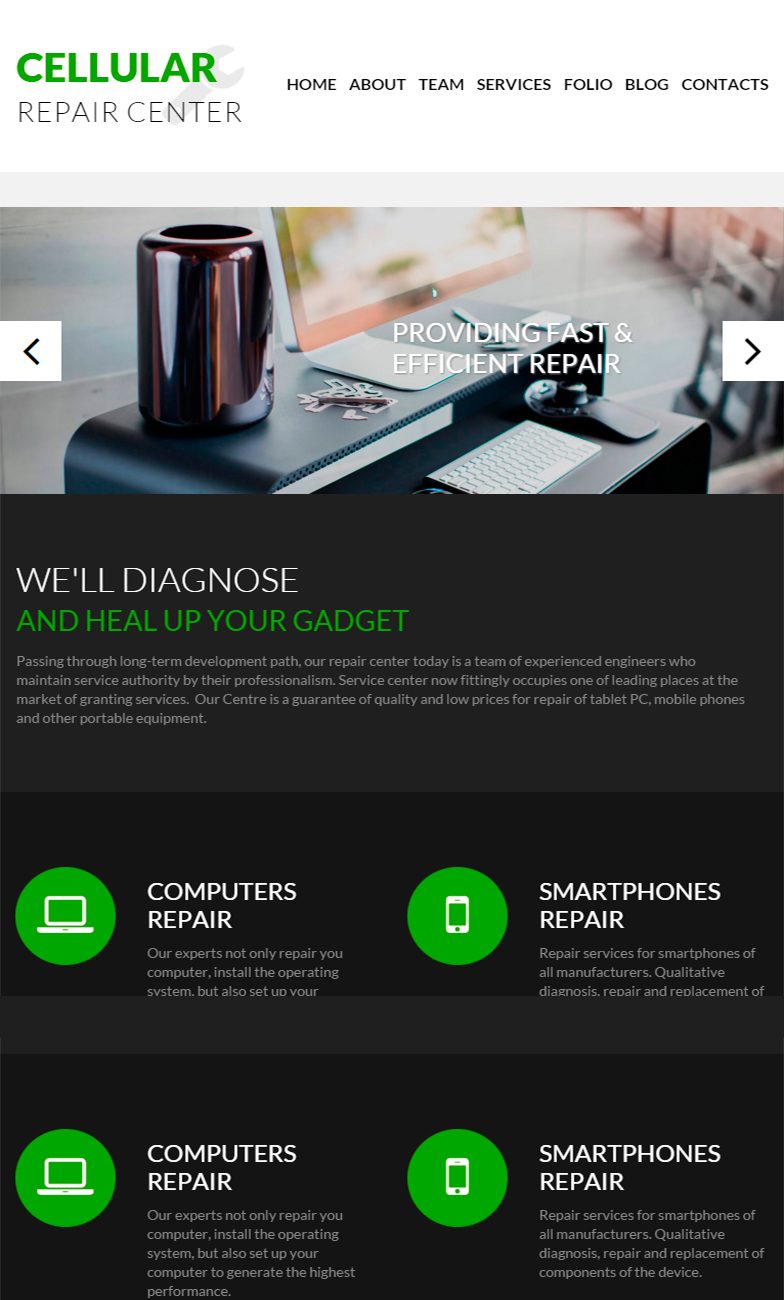 CELLULAR
REPAIR CENTER
HOME ABOUT TEAM SERVICES FOLIO BLOG CONTACTS
PROVIDING FAST &
EFFICIENT REPAIR
WE'LL DIAGNOSE
AND HEAL UP YOUR GADGET
Passing through long-term development path, our repair center today is a team of experienced engineers who
maintain service authority by their professionalism. Service center now fittingly occupies one of leading places at the
market of granting services. Our Centre is a guarantee of quality and low prices for repair of tablet PC, mobile phones
and other portable equipment.
COMPUTERS
REPAIR
Our experts not only repair you
computer, install the operating
system, but also set up your
SMARTPHONES
REPAIR
Repair services for smartphones of
all manufacturers. Qualitative
diagnosis, repair and replacement of
COMPUTERS
REPAIR
Our experts not only repair you
computer, install the operating
system, but also set up your
computer to generate the highest
performance.
SMARTPHONES
REPAIR
Repair services for smartphones of
all manufacturers. Qualitative
diagnosis, repair and replacement of
components of the device.